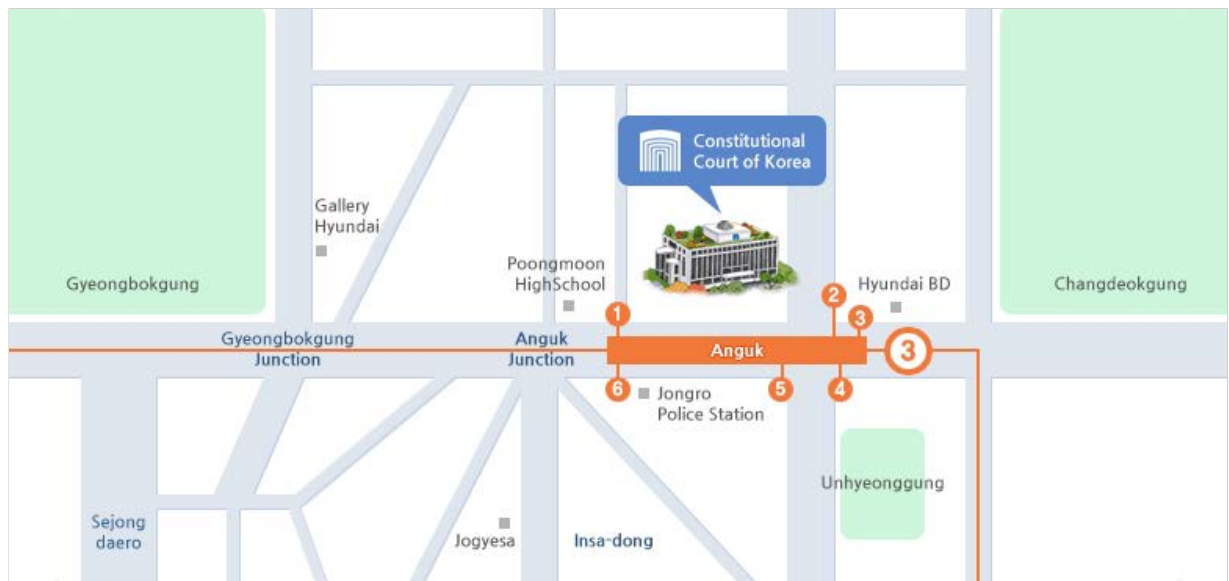 Constitutional
Court of Korea
Gallery
Hyundai
Poongmoon
HighSchool
Gyeongbokgung
Hyundai BD
Changdeokgung
1
2
3
Gyeongbokgung
Junction
Anguk
Junction
Anguk
3
6
5
4
Jongro
Police Station
Unhyeonggung
Sejong
daero
Jogyesa
Insa-dong